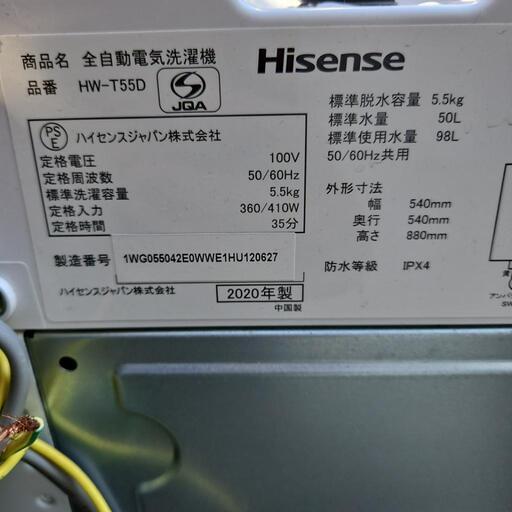 商品名 全自動電気洗濯機
品番 HW-T55D
JQA
Hisense
PS
E
ハイセンスジャパン株式会社
定格電圧 100V
定格周波数 50/60Hz
標準洗濯容量 5.5kg
定格入力 360/410W
定格時間 35分
製造番号 1WG055042E0WWE1HU120627
ハイセンスジャパン株式会社 2020年製
中国製
標準脱水容量 5.5kg
標準水量 50L
標準使用水量 98L
50/60Hz共用
外形寸法
幅 540mm
奥行 540mm
高さ 880mm
防水等級 IPX4
アンバ
SW